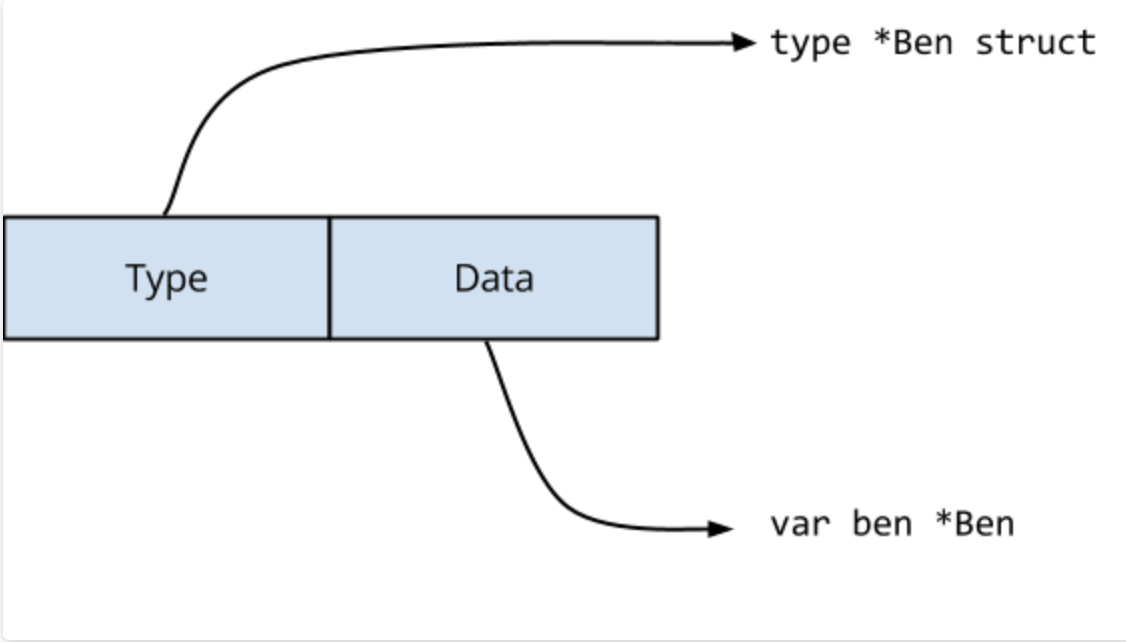 type *Ben struct
Type
Data
var ben *Ben